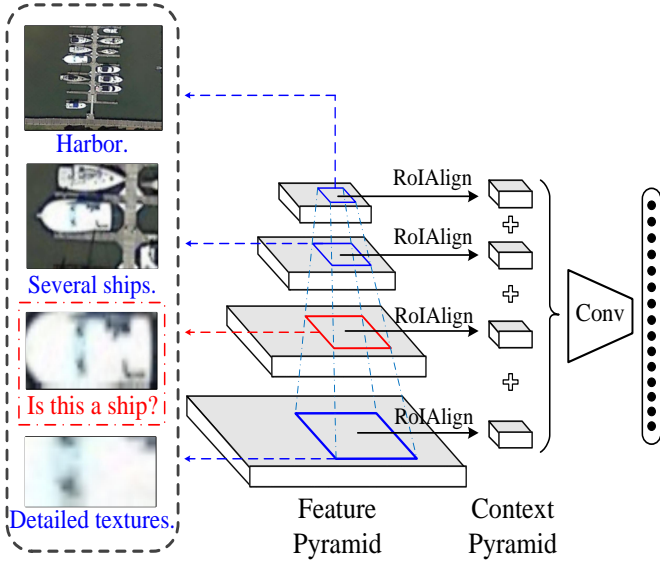 Harbor.
Several ships.
Is this a ship?
Detailed textures.
RoIAlign
RoIAlign
RoIAlign
RoIAlign
Conv
Feature
Pyramid
Context
Pyramid